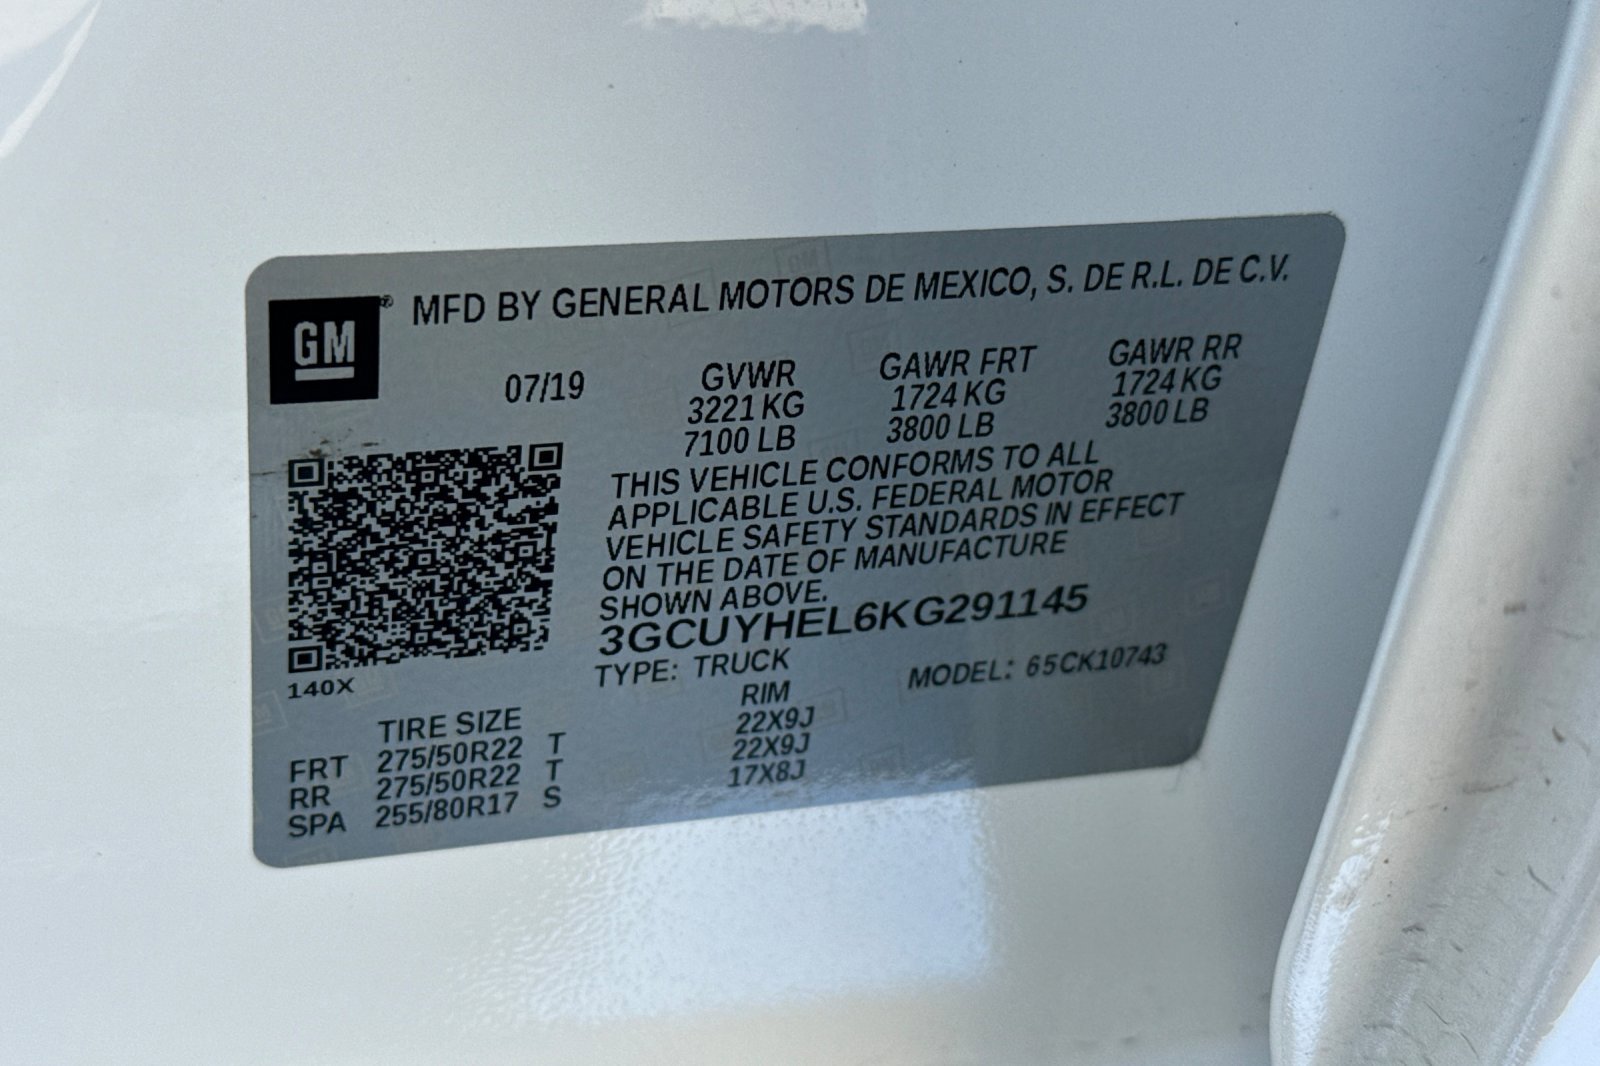 GM® MFD BY GENERAL MOTORS DE MEXICO, S. DE R.L. DE C.V.
07/19 GVWR GAWR FRT GAWR RR
3221 KG 1724 KG 1724 KG
7100 LB 3800 LB 3800 LB
THIS VEHICLE CONFORMS TO ALL
APPLICABLE U.S. FEDERAL MOTOR
VEHICLE SAFETY STANDARDS IN EFFECT
ON THE DATE OF MANUFACTURE
SHOWN ABOVE.
3GCUYHEL6KG291145
TYPE: TRUCK MODEL: 65CK10743
140X
TIRE SIZE RIM
FRT 275/50R22 T 22X9J
RR 275/50R22 T 22X9J
SPA 255/80R17 S 17X8J